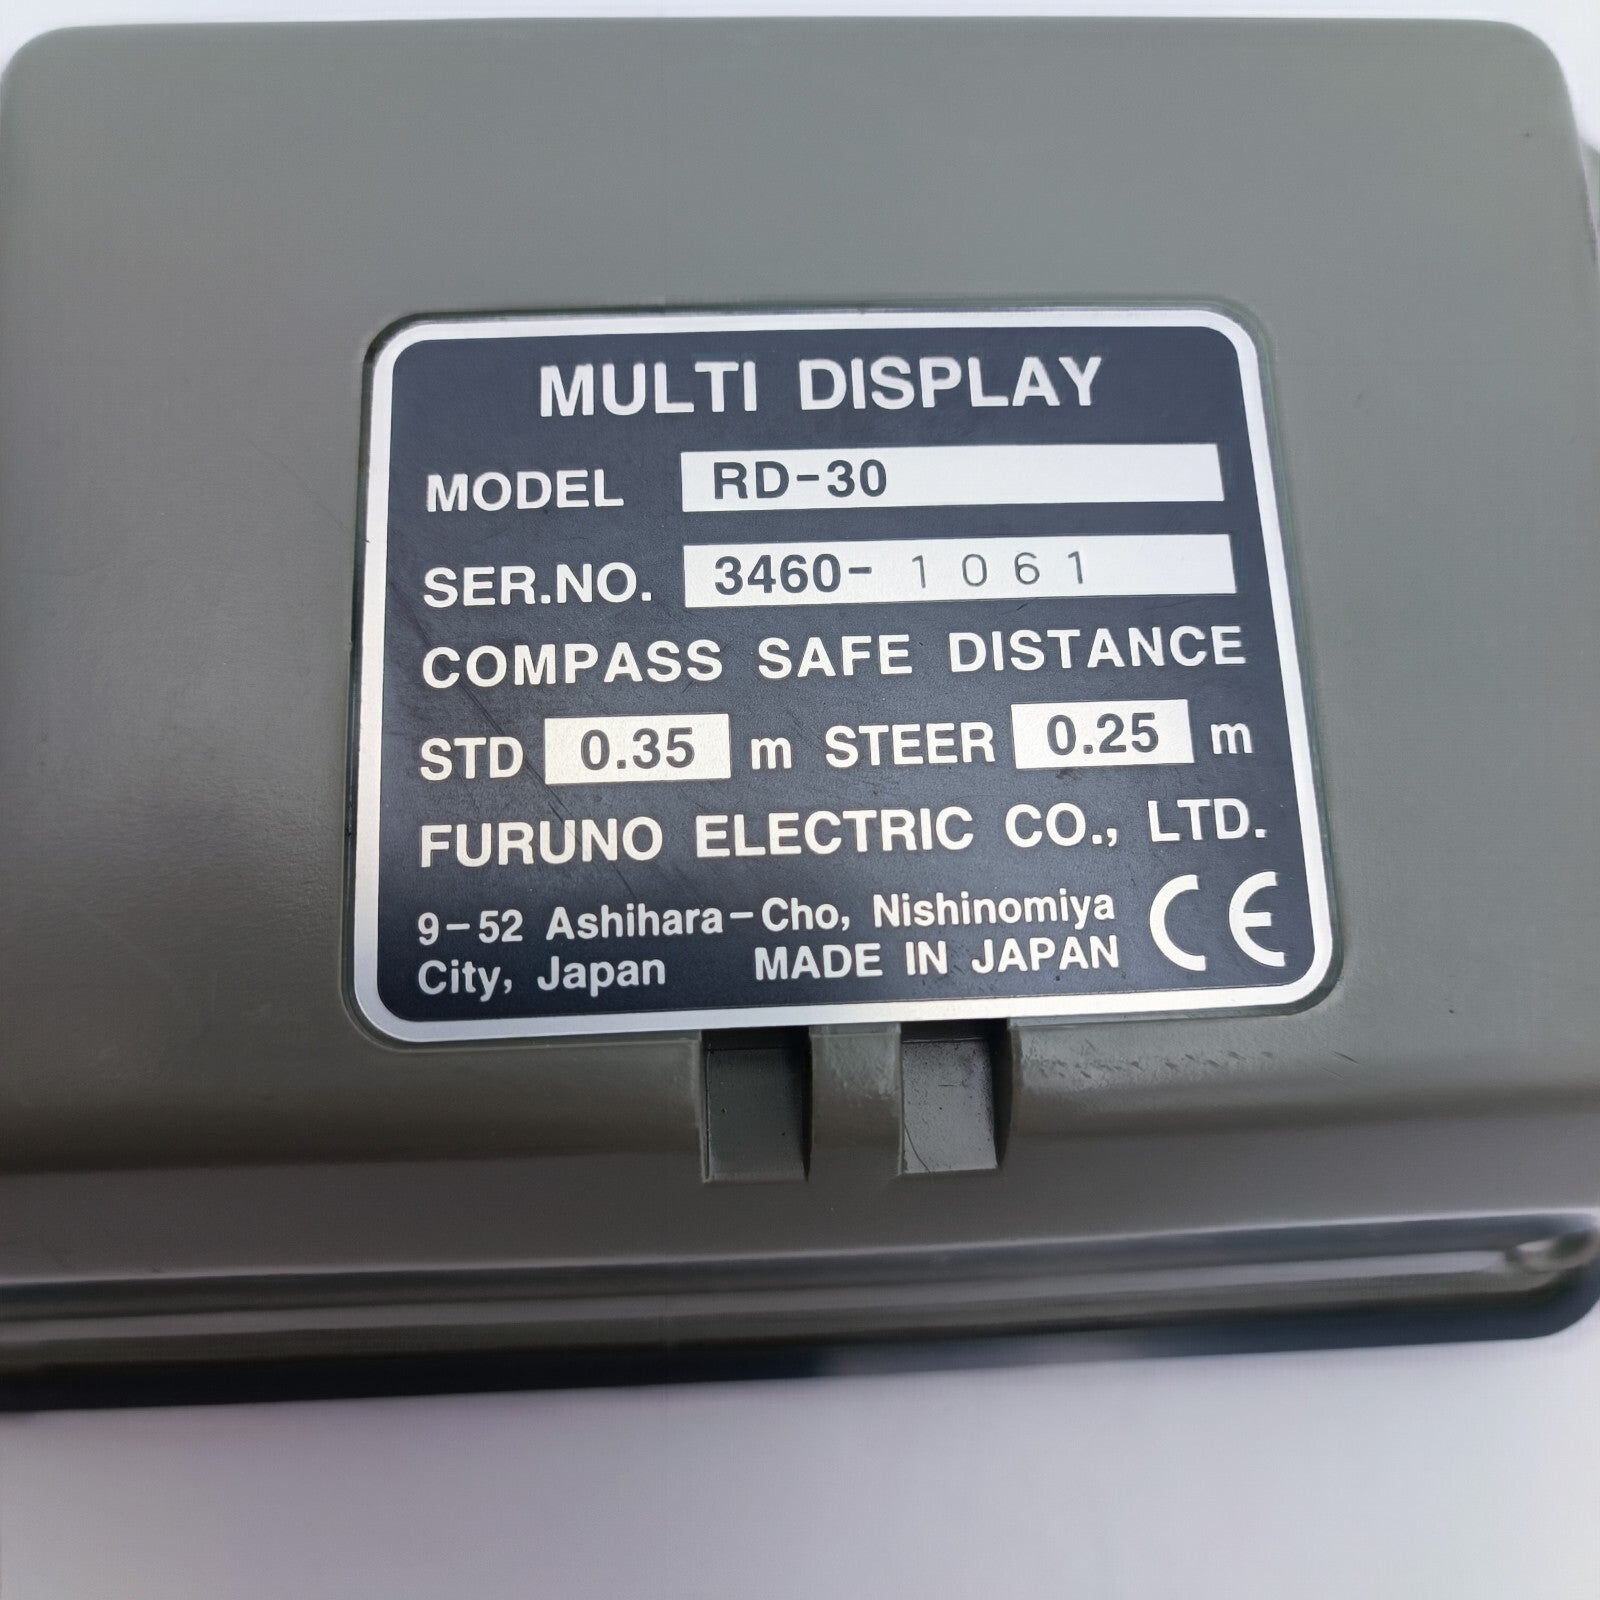 MULTI DISPLAY
MODEL RD-30
SER.NO. 3460- 1061
COMPASS SAFE DISTANCE
STD 0.35 m STEER 0.25 m
FURUNO ELECTRIC CO., LTD.
9-52 Ashihara-Cho, Nishinomiya
City, Japan MADE IN JAPAN CE